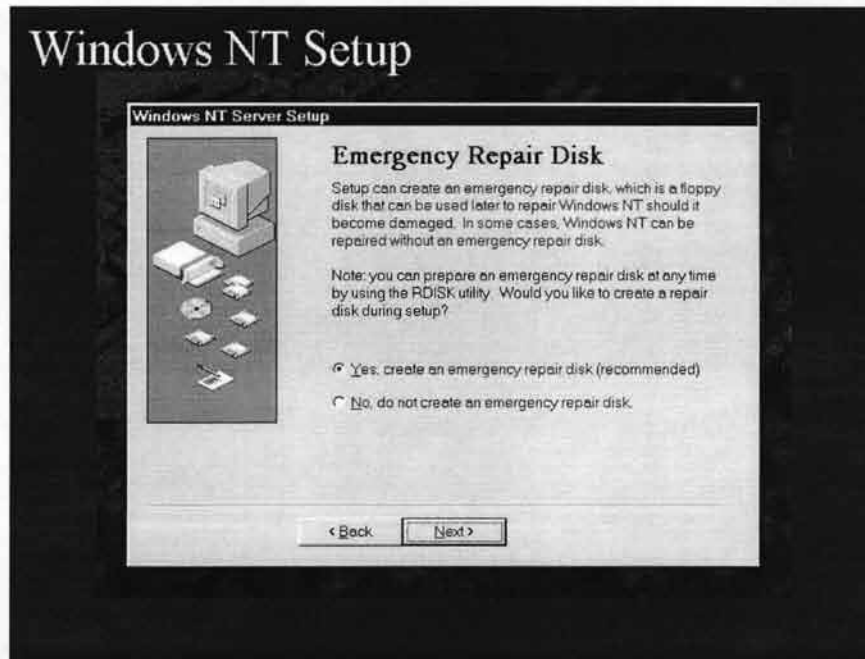 Windows NT Setup
Windows NT Server Setup
Emergency Repair Disk
Setup can create an emergency repair disk, which is a floppy
disk that can be used later to repair Windows NT should it
become damaged. In some cases, Windows NT can be
repaired without an emergency repair disk.
Note: you can prepare an emergency repair disk at any time
by using the RDISK utility. Would you like to create a repair
disk during setup?
Yes, create an emergency repair disk (recommended)
No, do not create an emergency repair disk.
< Back
Next >